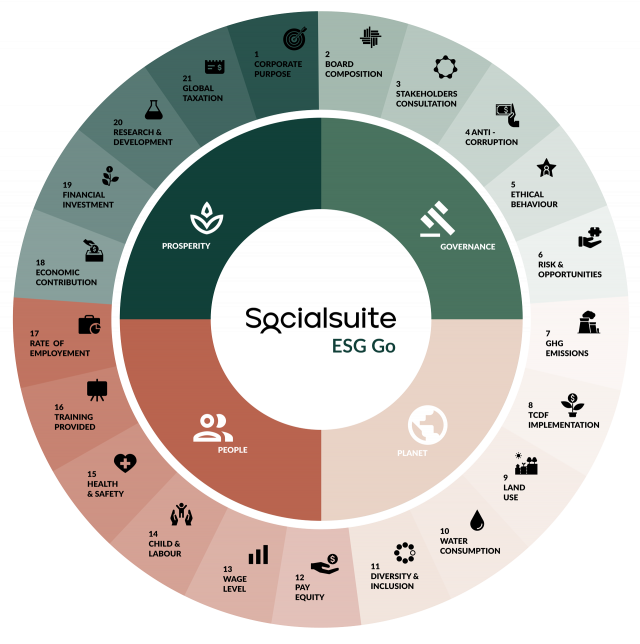 1
CORPORATE
PURPOSE
2
BOARD
COMPOSITION
3
STAKEHOLDERS
CONSULTATION
4 ANTI -
CORRUPTION
5
ETHICAL
BEHAVIOUR
6
RISK &
OPPORTUNITIES
7
GHG
EMISSIONS
8
TCDF
IMPLEMENTATION
9
LAND
USE
10
WATER
CONSUMPTION
11
DIVERSITY &
INCLUSION
12
PAY
EQUITY
13
WAGE
LEVEL
14
CHILD &
LABOUR
15
HEALTH
& SAFETY
16
TRAINING
PROVIDED
17
RATE OF
EMPLOYEMENT
18
ECONOMIC
CONTRIBUTION
19
FINANCIAL
INVESTMENT
20
RESEARCH &
DEVELOPMENT
21
GLOBAL
TAXATION
PROSPERITY
GOVERNANCE
Socialsuite
ESG Go
PEOPLE
PLANET